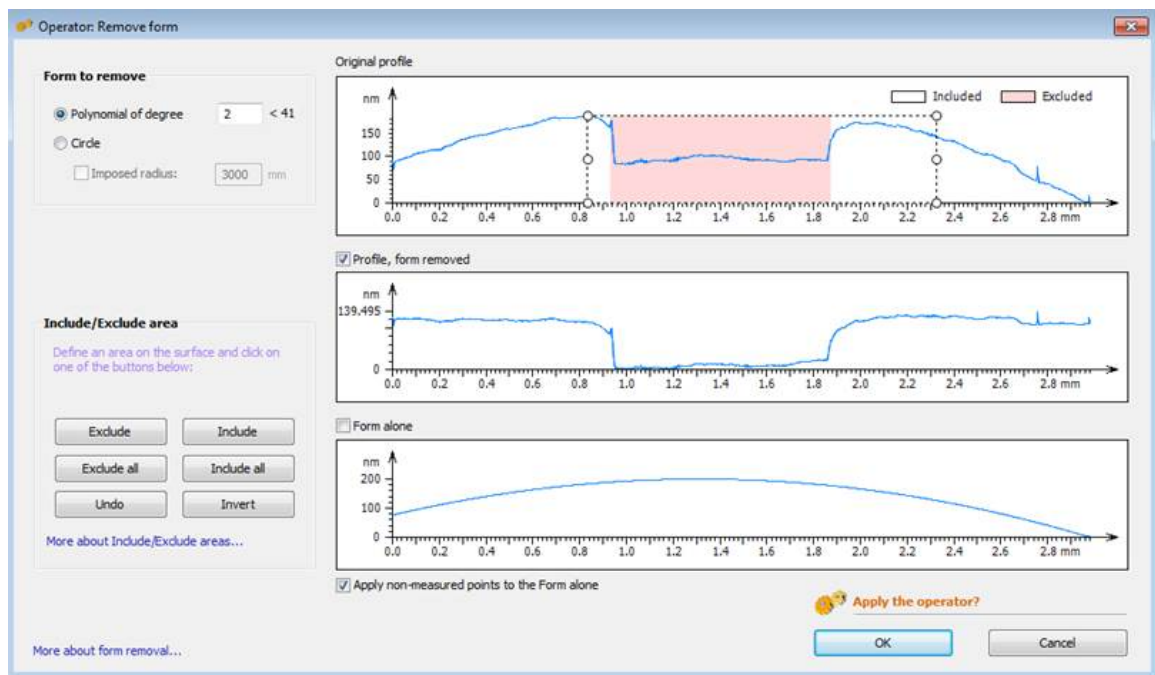 Operator: Remove form
Form to remove
Polynomial of degree 2 < 41
Circle
Imposed radius: 3000 mm
Include/Exclude area
Define an area on the surface and click on
one of the buttons below:
Exclude Include
Exclude all Include all
Undo Invert
More about Include/Exclude areas...
More about form removal...
Original profile
nm Included Excluded
150
100
50
0
0.0 0.2 0.4 0.6 0.8 1.0 1.2 1.4 1.6 1.8 2.0 2.2 2.4 2.6 2.8 mm
Profile, form removed
nm
139.495
0
0.0 0.2 0.4 0.6 0.8 1.0 1.2 1.4 1.6 1.8 2.0 2.2 2.4 2.6 2.8 mm
Form alone
nm
200
100
0
0.0 0.2 0.4 0.6 0.8 1.0 1.2 1.4 1.6 1.8 2.0 2.2 2.4 2.6 2.8 mm
Apply non-measured points to the Form alone
Apply the operator?
OK Cancel